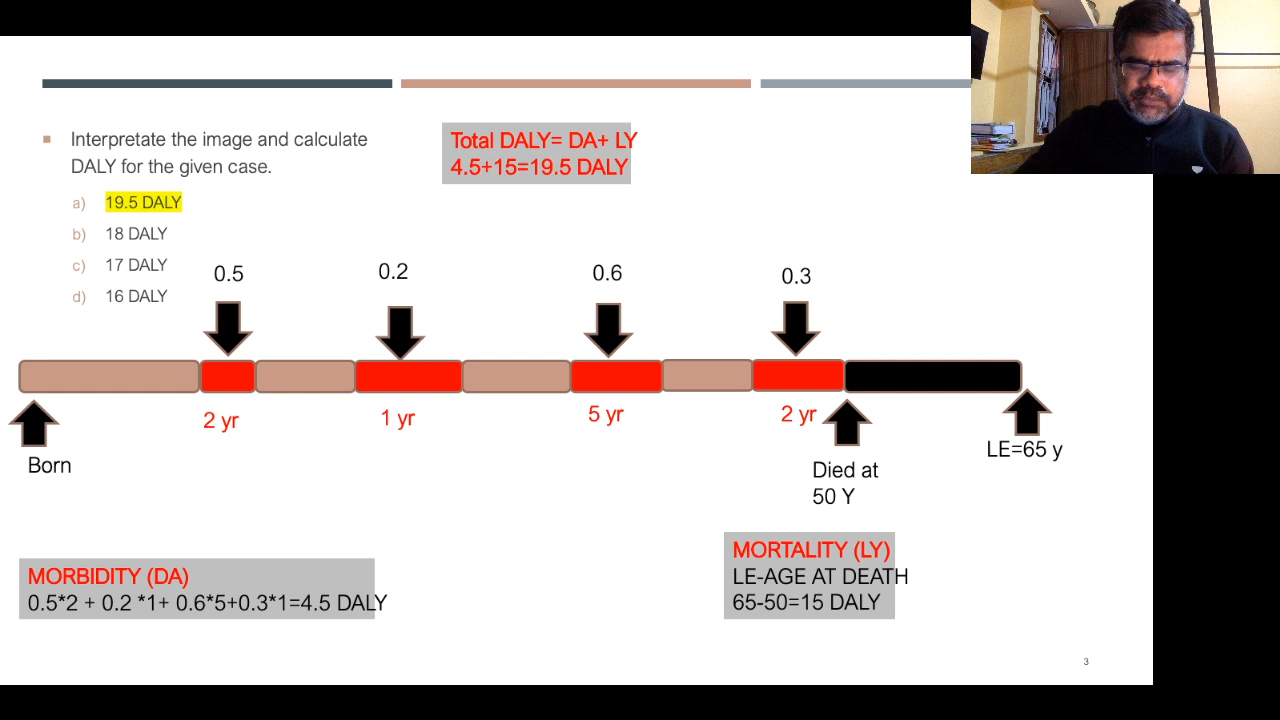 Interpretate the image and calculate
DALY for the given case.
a) 19.5 DALY
b) 18 DALY
c) 17 DALY
d) 16 DALY
Total DALY= DA+ LY
4.5+15=19.5 DALY
0.5
0.2
0.6
0.3
2 yr
1 yr
5 yr
2 yr
Born
Died at
50 Y
LE=65 y
MORBIDITY (DA)
0.5*2 + 0.2 *1+ 0.6*5+0.3*1=4.5 DALY
MORTALITY (LY)
LE-AGE AT DEATH
65-50=15 DALY
3